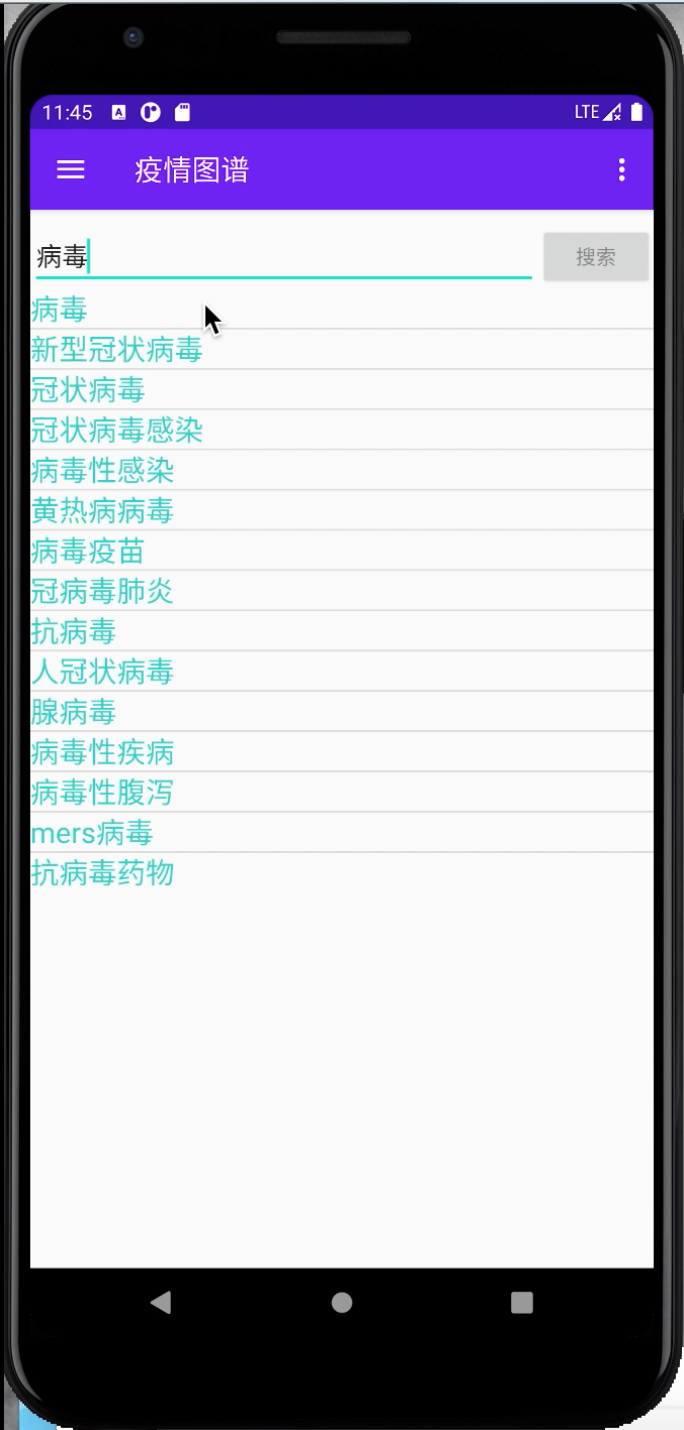 11:45
LTE
疫情图谱
病毒
搜索
病毒
新型冠状病毒
冠状病毒
冠状病毒感染
病毒性感染
黄热病病毒
病毒疫苗
冠病毒肺炎
抗病毒
人冠状病毒
腺病毒
病毒性疾病
病毒性腹泻
mers病毒
抗病毒药物